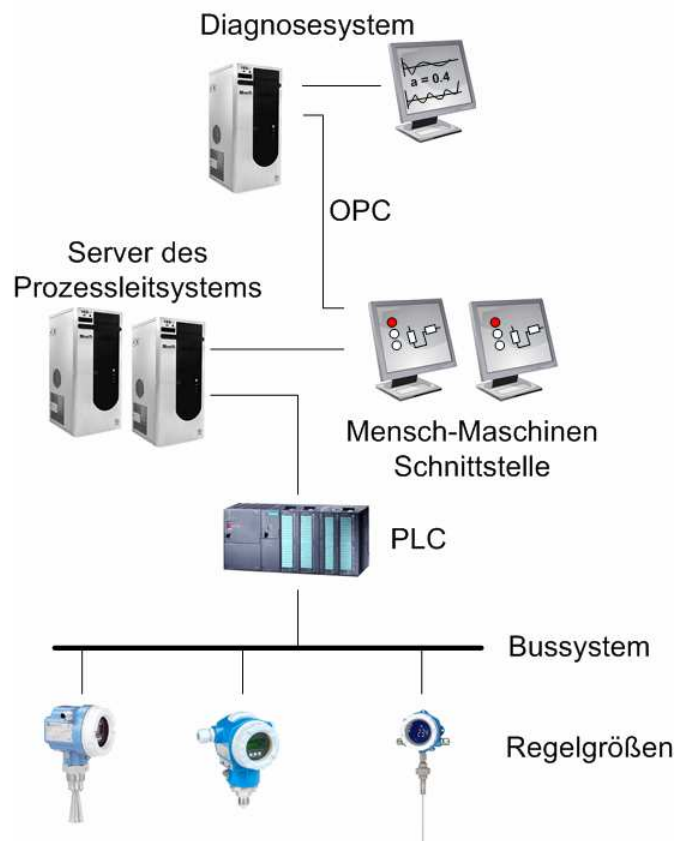 Diagnosesystem
a = 0.4
OPC
Server des
Prozessleitsystems
Mensch-Maschinen
Schnittstelle
PLC
Bussystem
Regelgrößen